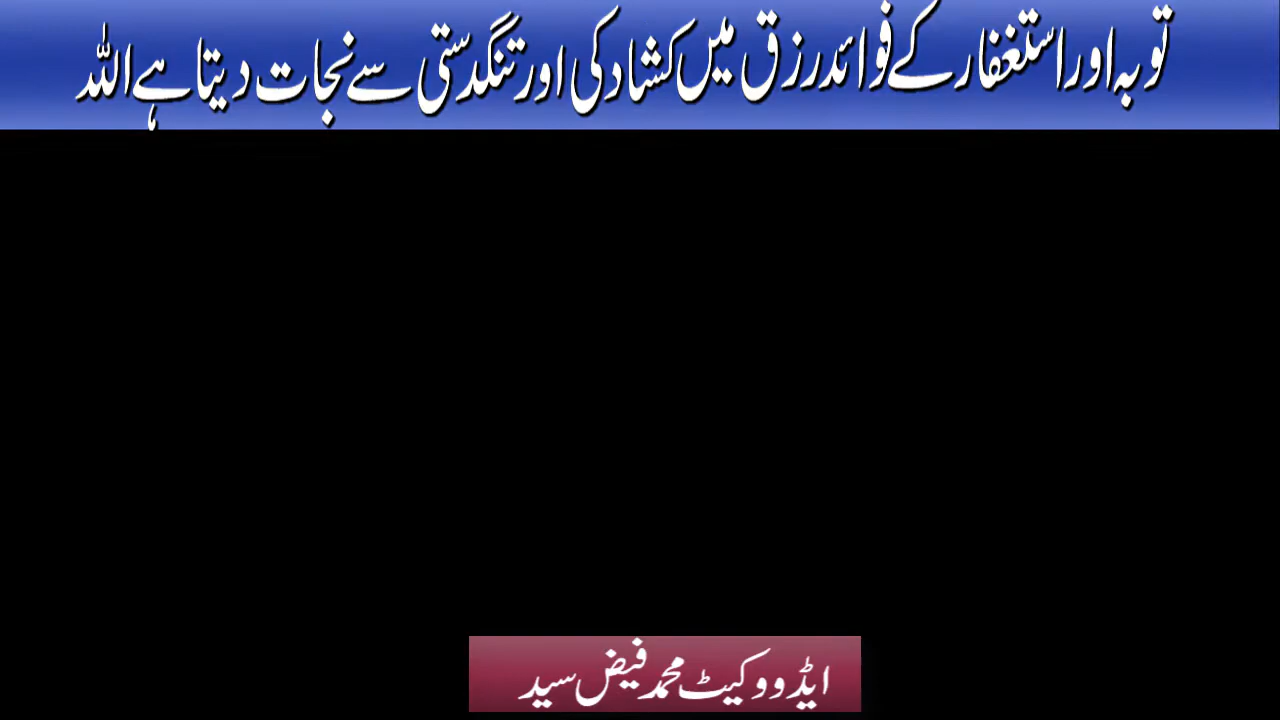 توبہ اور استغفار کے فوائد رزق میں کشادگی اور تنگدستی سے نجات دیتا ہے اللہ
ایڈووکیٹ محمد فیض سید